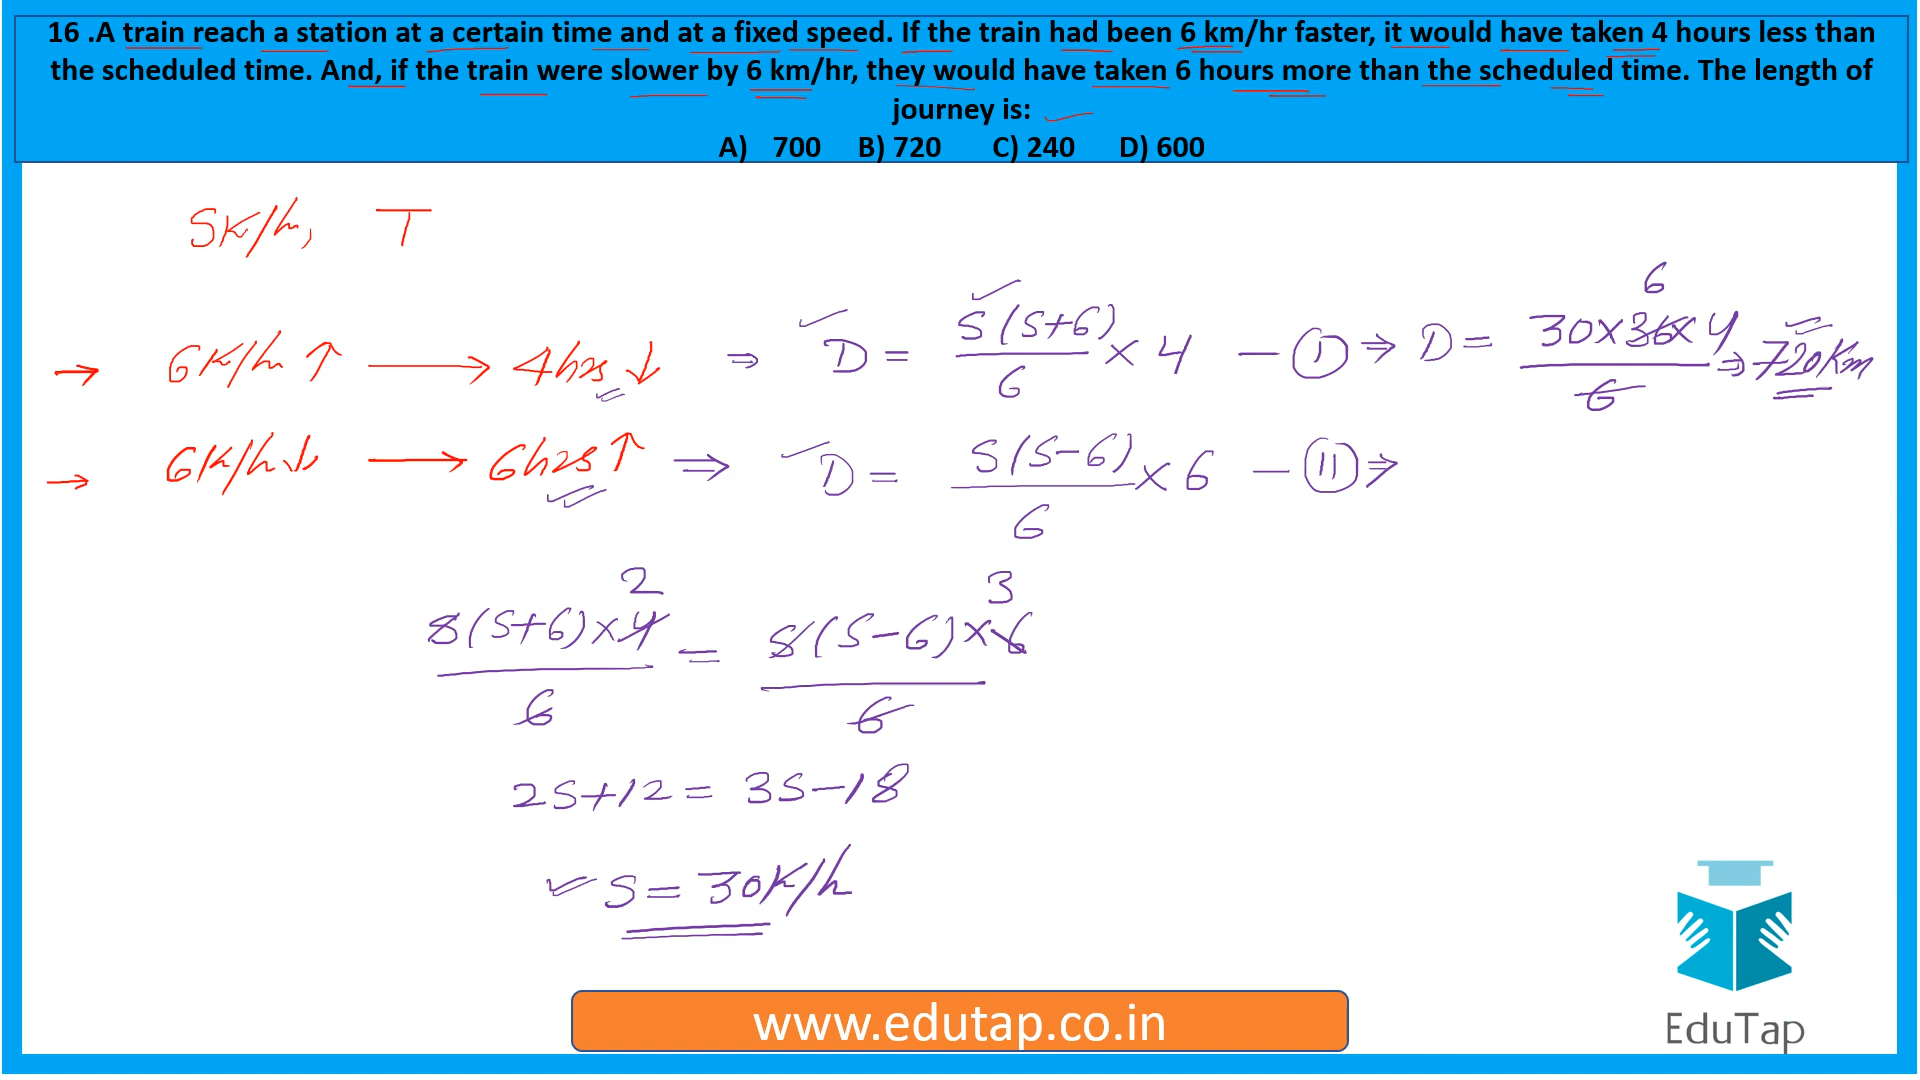 16 .A train reach a station at a certain time and at a fixed speed. If the train had been 6 km/hr faster, it would have taken 4 hours less than
the scheduled time. And, if the train were slower by 6 km/hr, they would have taken 6 hours more than the scheduled time. The length of
journey is:
A) 700 B) 720 C) 240 D) 600
SK/h, T
→ 6K/h ↑ → 4hrs ↓ ⇒ D = S(S+6)/6 × 4 — (I) ⇒ D = 30×36×4/6 ⇒ 720Km
6
→ 6K/h ↓ → 6hrs ↑ ⇒ D = S(S-6)/6 × 6 — (II) ⇒
2 3
S(S+6)×4/6 = S(S-6)×6/6
2S+12 = 3S-18
S = 30K/h
www.edutap.co.in
EduTap